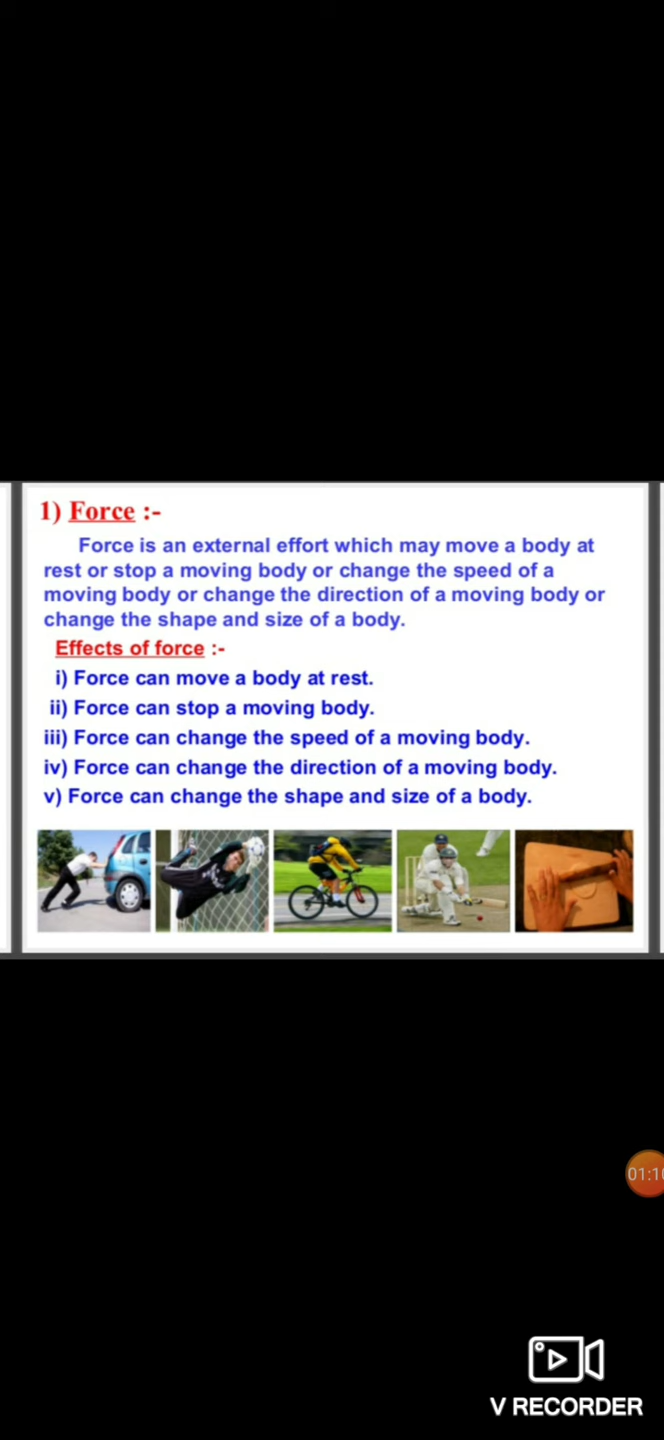 1) Force :-
Force is an external effort which may move a body at
rest or stop a moving body or change the speed of a
moving body or change the direction of a moving body or
change the shape and size of a body.
Effects of force :-
i) Force can move a body at rest.
ii) Force can stop a moving body.
iii) Force can change the speed of a moving body.
iv) Force can change the direction of a moving body.
v) Force can change the shape and size of a body.
V RECORDER